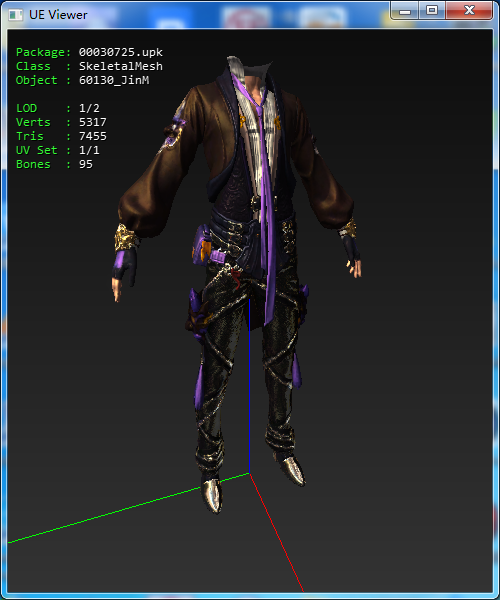 UE Viewer
Package: 00030725.upk
Class : SkeletalMesh
Object : 60130_JinM
LOD : 1/2
Verts : 5317
Tris : 7455
UV Set : 1/1
Bones : 95